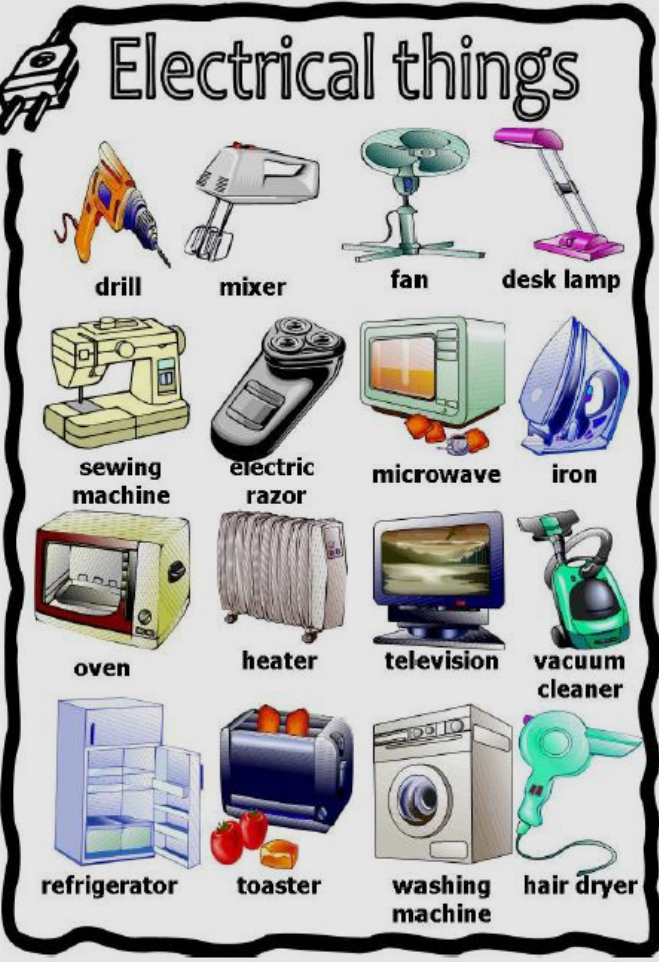 Electrical things
drill
mixer
fan
desk lamp
sewing
machine
electric
razor
microwave
iron
oven
heater
television
vacuum
cleaner
refrigerator
toaster
washing
machine
hair dryer